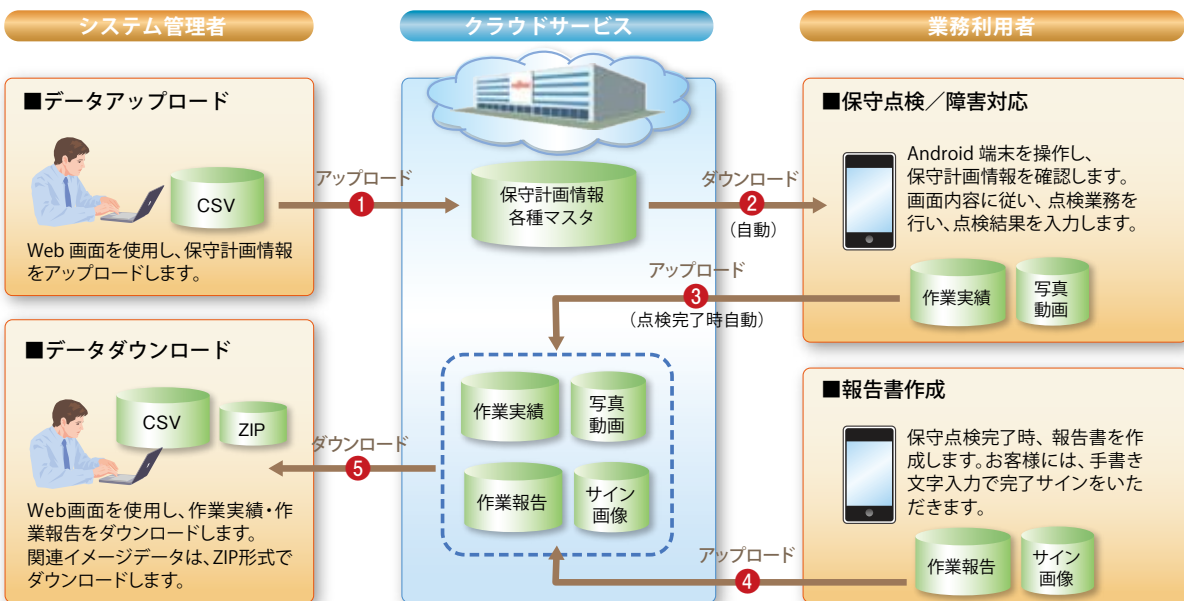 システム管理者
クラウドサービス
業務利用者
■データアップロード
CSV
Web 画面を使用し、保守計画情報
をアップロードします。
アップロード
1
保守計画情報
各種マスタ
ダウンロード
2
(自動)
■保守点検／障害対応
Android 端末を操作し、
保守計画情報を確認します。
画面内容に従い、点検業務を
行い、点検結果を入力します。
作業実績
写真
動画
アップロード
3
(点検完了時自動)
■データダウンロード
CSV
ZIP
Web画面を使用し、作業実績・作
業報告をダウンロードします。
関連イメージデータは、ZIP形式で
ダウンロードします。
ダウンロード
5
作業実績
写真
動画
作業報告
サイン
画像
■報告書作成
保守点検完了時、報告書を作
成します。お客様には、手書き
文字入力で完了サインをいた
だきます。
作業報告
サイン
画像
アップロード
4